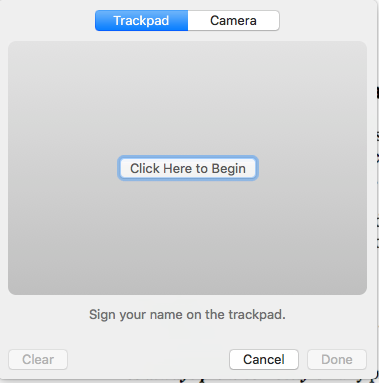 Trackpad Camera
Click Here to Begin
Sign your name on the trackpad.
Clear Cancel Done